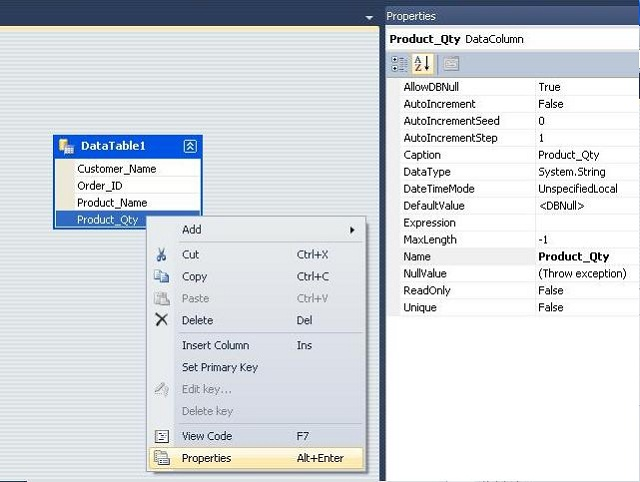 DataTable1
Customer_Name
Order_ID
Product_Name
Product_Qty
Add
Cut Ctrl+X
Copy Ctrl+C
Paste Ctrl+V
Delete Del
Insert Column Ins
Set Primary Key
Edit key...
Delete key
View Code F7
Properties Alt+Enter
Properties
Product_Qty DataColumn
AllowDBNull True
AutoIncrement False
AutoIncrementSeed 0
AutoIncrementStep 1
Caption Product_Qty
DataType System.String
DateTimeMode UnspecifiedLocal
DefaultValue <DBNull>
Expression
MaxLength -1
Name Product_Qty
NullValue (Throw exception)
ReadOnly False
Unique False